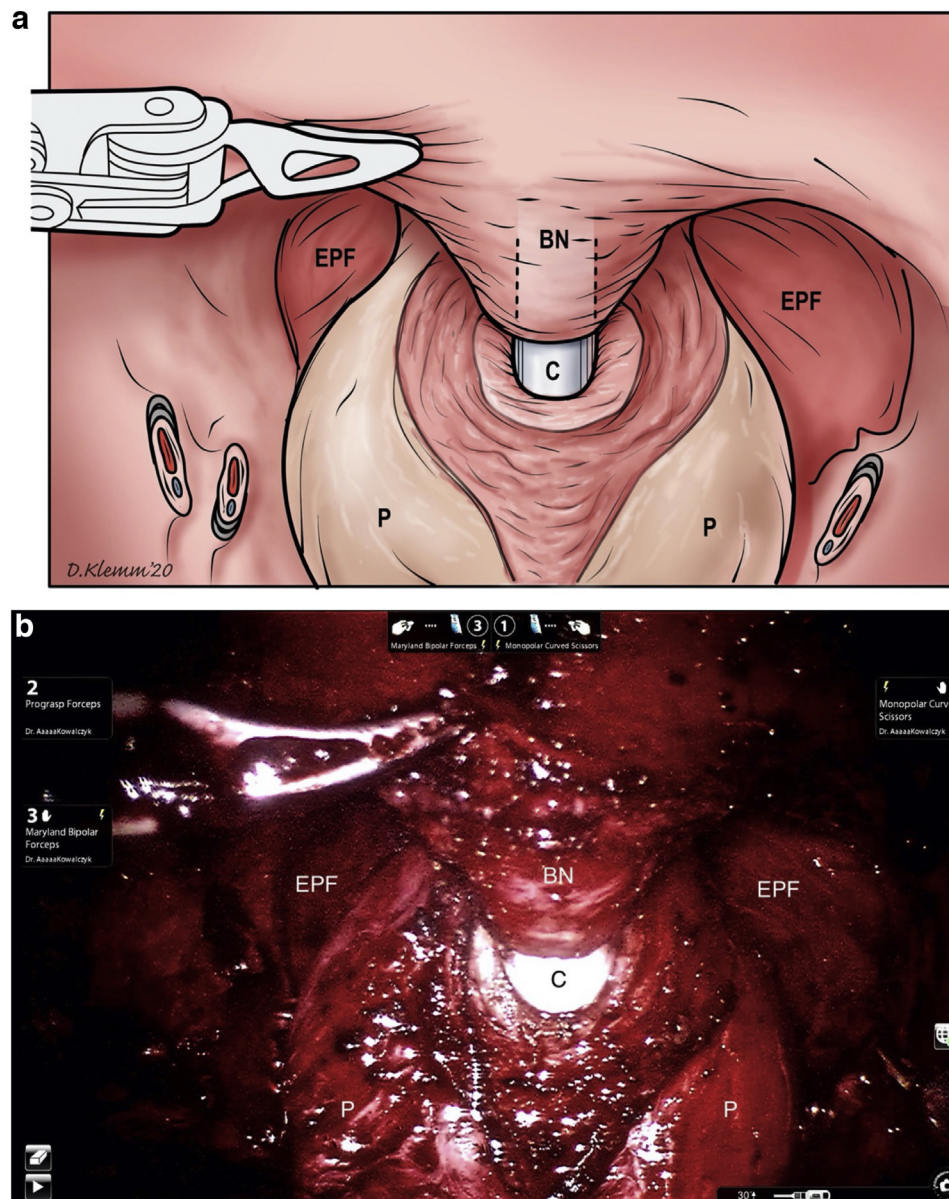 a
BN
EPF
EPF
C
P
P
D.Klemm'20
b
3
1
Maryland Bipolar Forceps
Monopolar Curved Scissors
2
Prograsp Forceps
Dr. AaaaaKowalczyk
Monopolar Curv
Scissors
Dr. AaaaaKowalczyk
3
Maryland Bipolar
Forceps
Dr. AaaaaKowalczyk
BN
EPF
EPF
C
P
P
30°